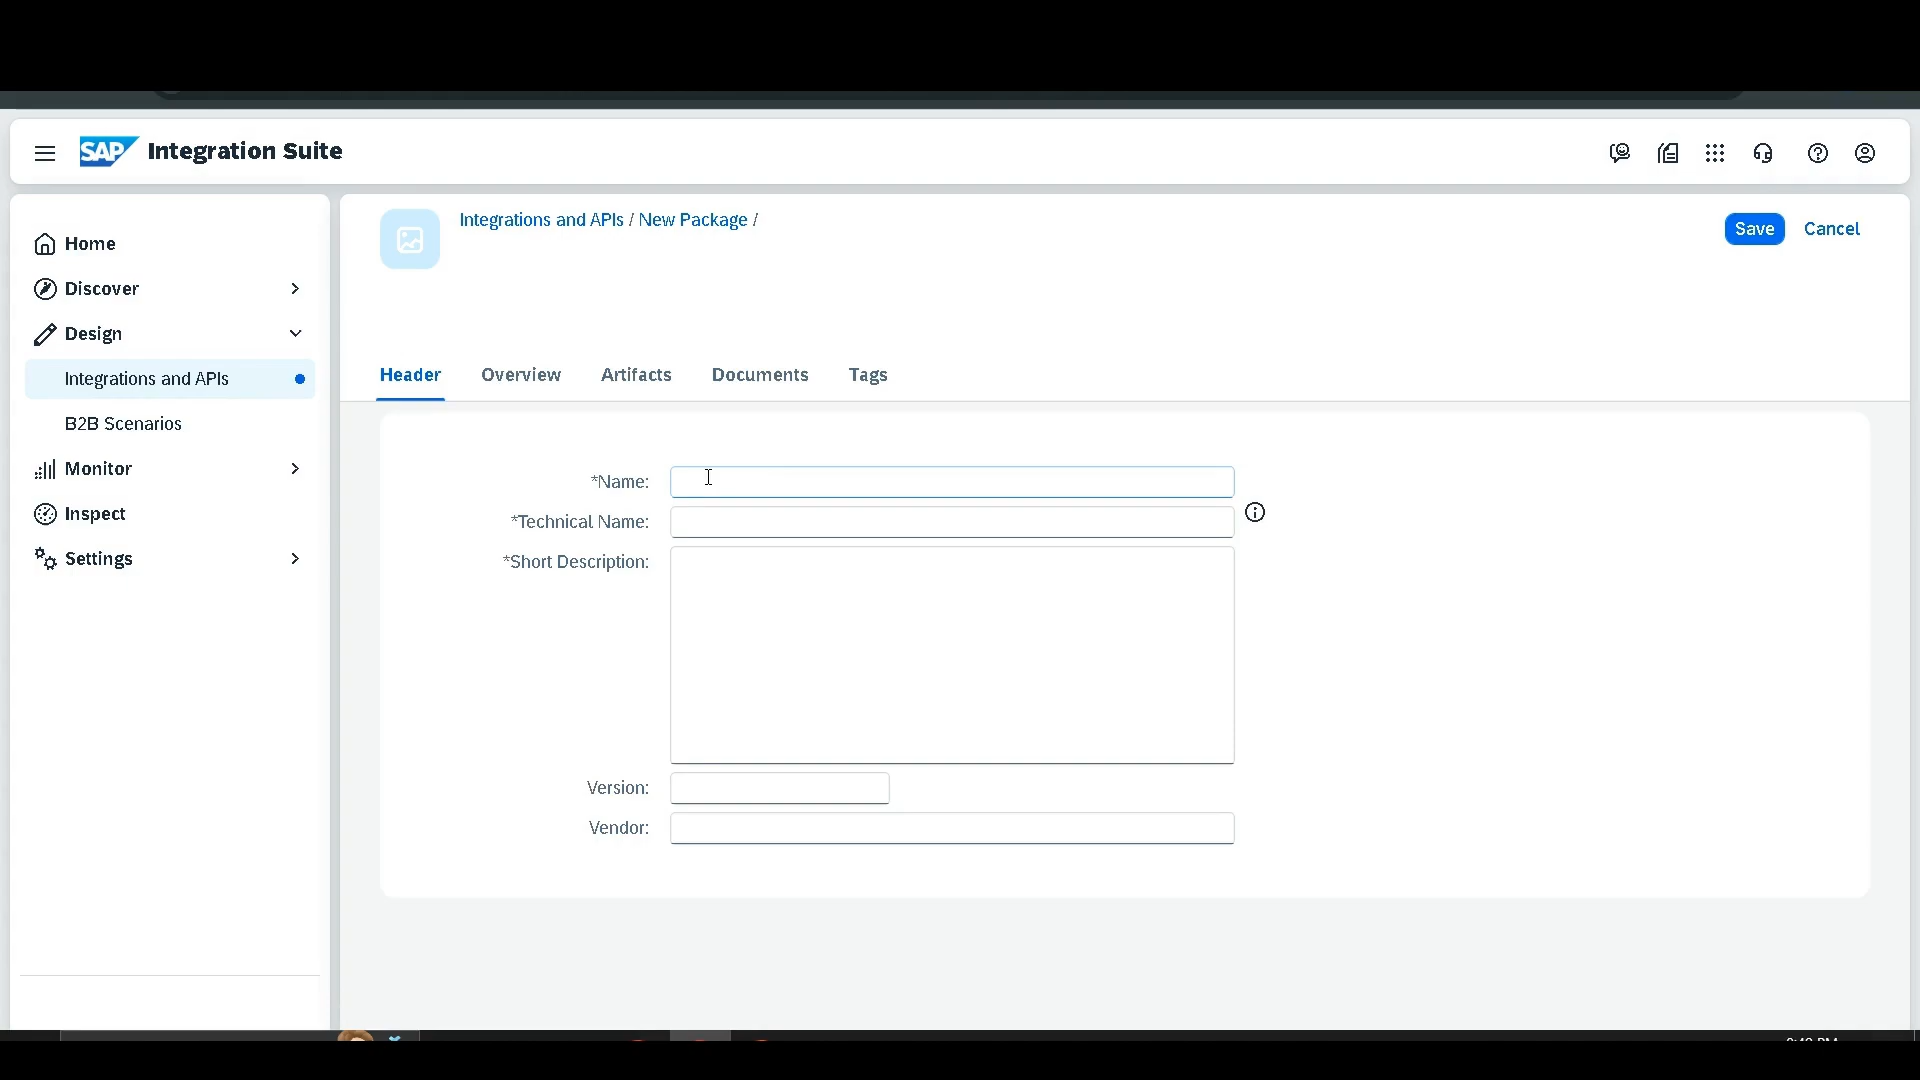 SAP Integration Suite
Home
Discover
Design
Integrations and APIs
B2B Scenarios
Monitor
Inspect
Settings
Integrations and APIs / New Package /
Save Cancel
Header Overview Artifacts Documents Tags
*Name:
*Technical Name:
*Short Description:
Version:
Vendor: